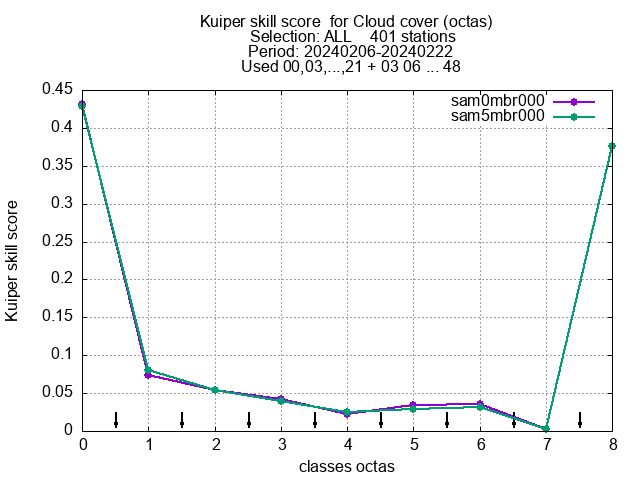 Kuiper skill score  for Cloud cover (octas)
Selection: ALL    401 stations
Period: 20240206-20240222
Used 00,03,...,21 + 03 06 ... 48
sam0mbr000
sam5mbr000
0.45
0.4
0.35
0.3
0.25
0.2
0.15
0.1
0.05
0
Kuiper skill score
0 1 2 3 4 5 6 7 8
classes octas